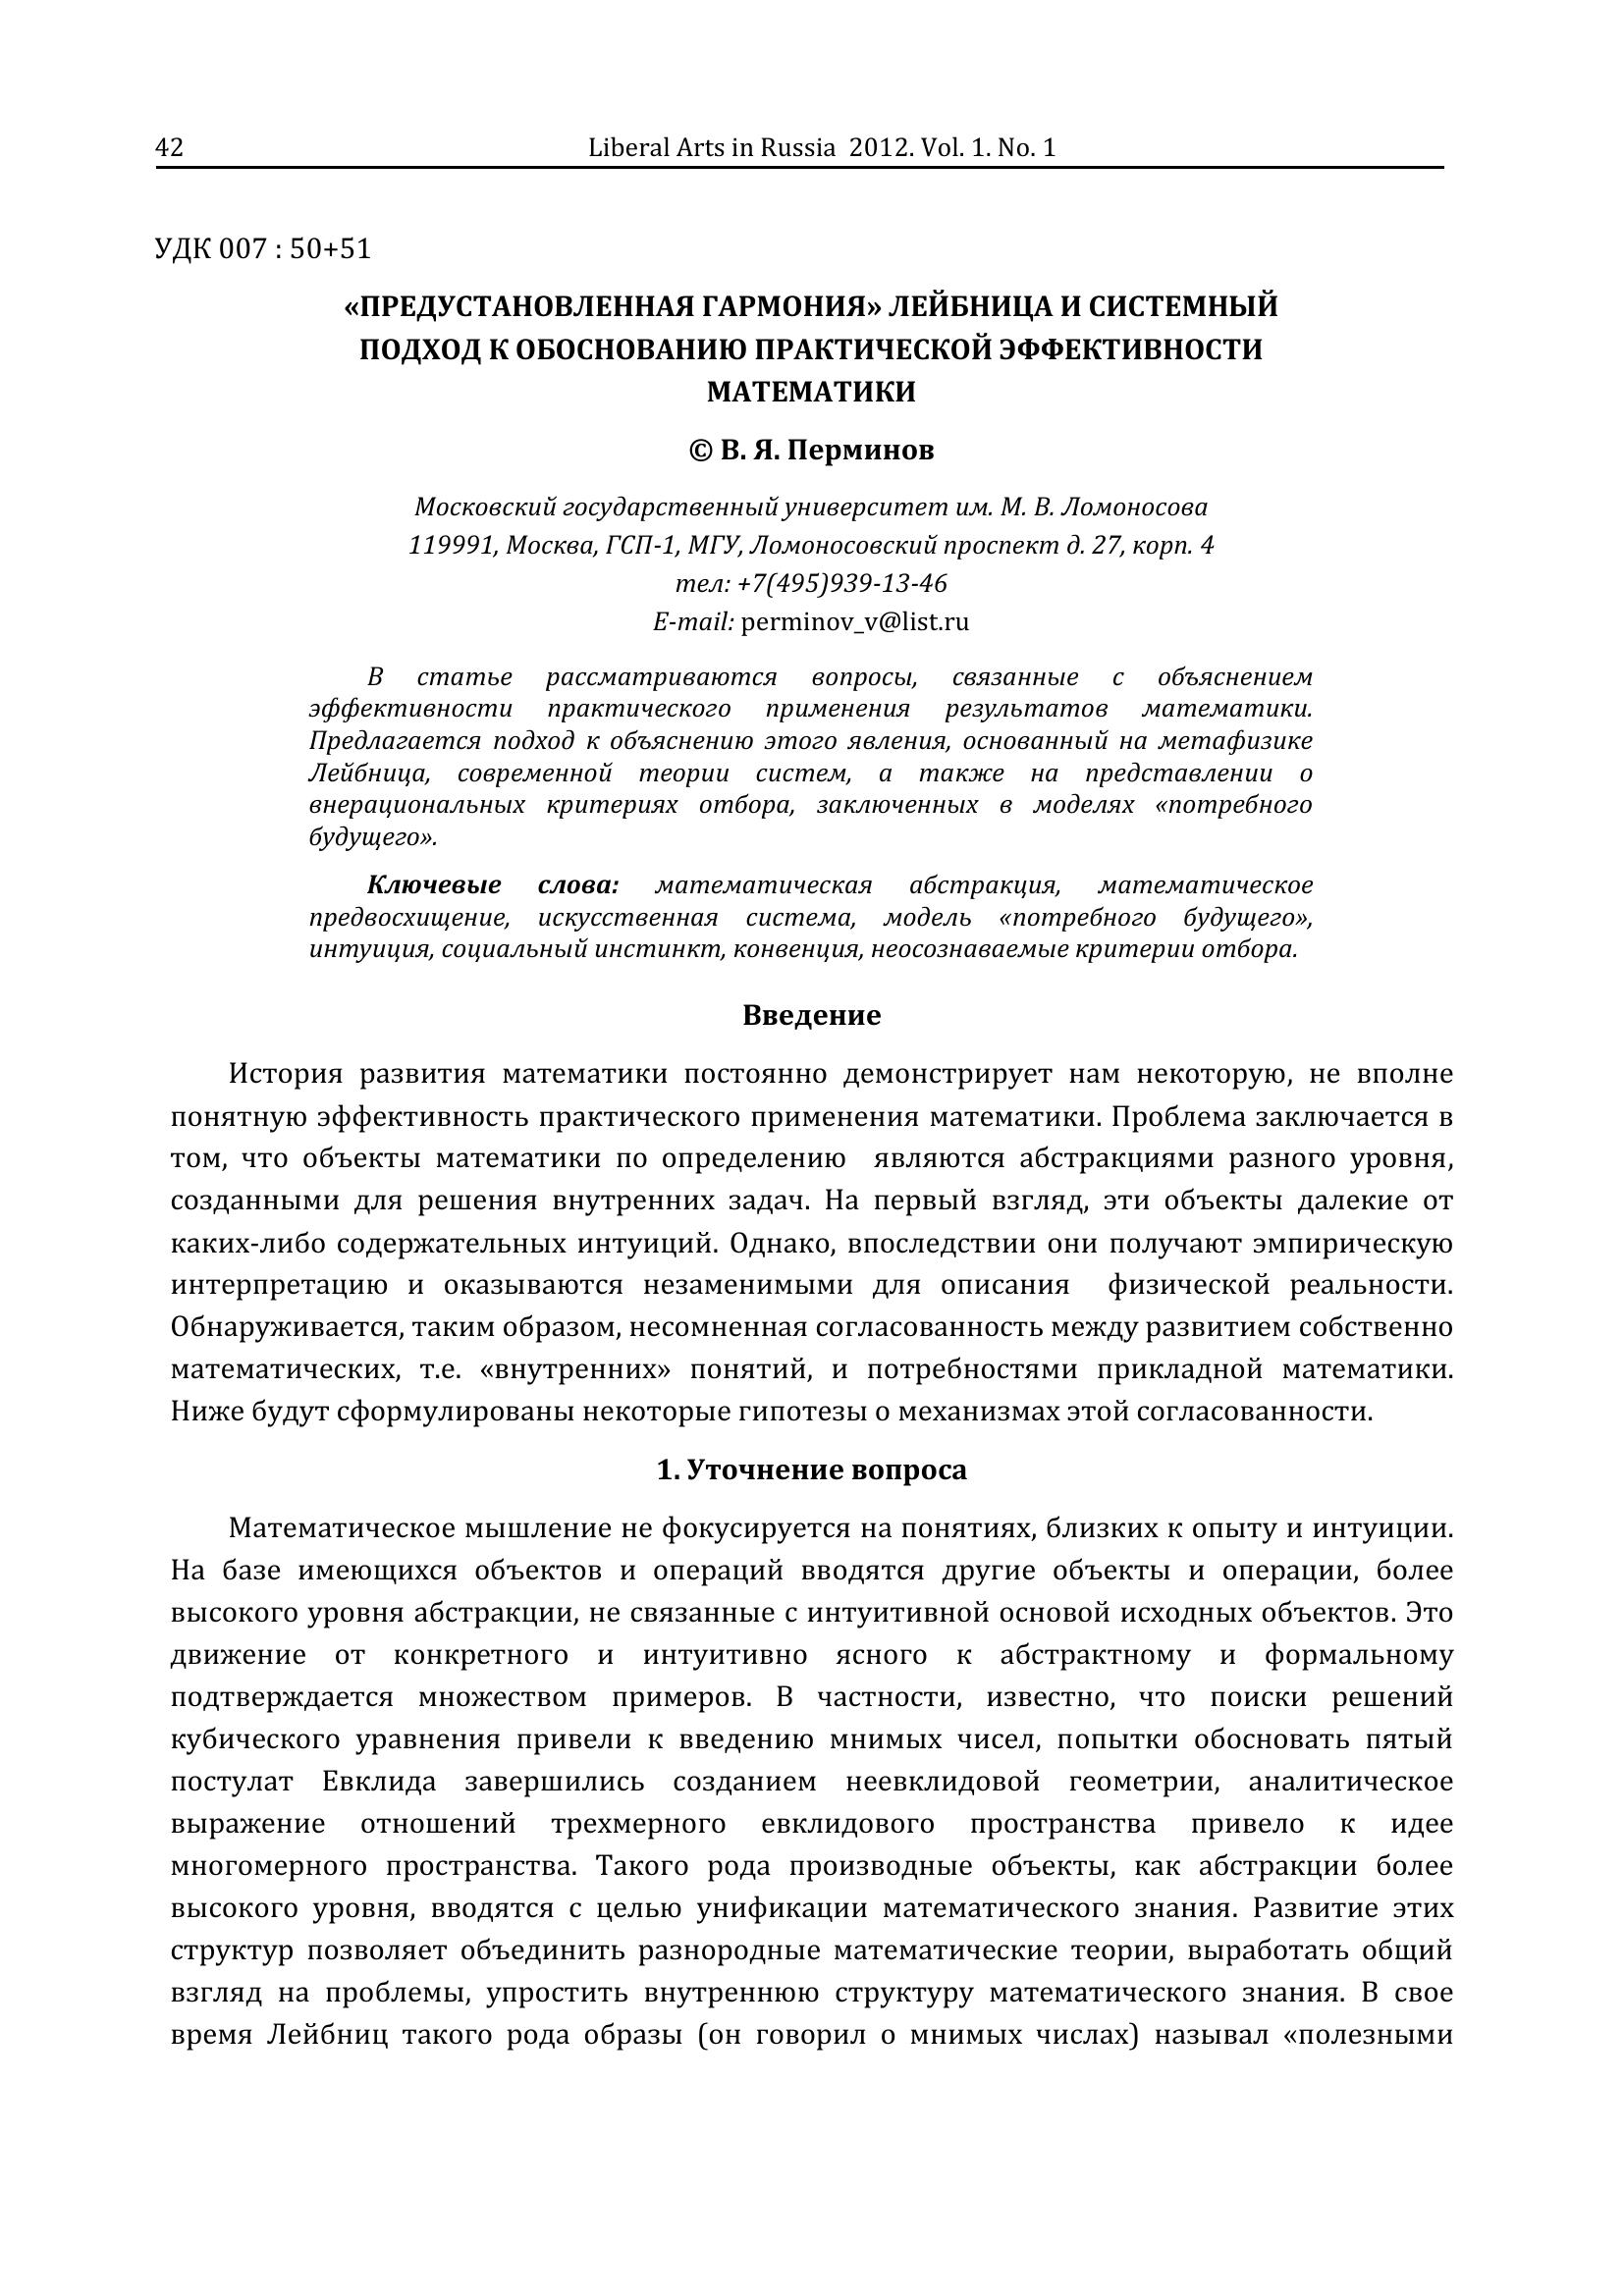 42 Liberal Arts in Russia 2012. Vol. 1. No. 1
УДК 007 : 50+51
«ПРЕДУСТАНОВЛЕННАЯ ГАРМОНИЯ» ЛЕЙБНИЦА И СИСТЕМНЫЙ
ПОДХОД К ОБОСНОВАНИЮ ПРАКТИЧЕСКОЙ ЭФФЕКТИВНОСТИ
МАТЕМАТИКИ
© В. Я. Перминов
Московский государственный университет им. М. В. Ломоносова
119991, Москва, ГСП-1, МГУ, Ломоносовский проспект д. 27, корп. 4
тел: +7(495)939-13-46
E-mail: perminov_v@list.ru
В статье рассматриваются вопросы, связанные с объяснением
эффективности практического применения результатов математики.
Предлагается подход к объяснению этого явления, основанный на метафизике
Лейбница, современной теории систем, а также на представлении о
внерациональных критериях отбора, заключенных в моделях «потребного
будущего».
Ключевые слова: математическая абстракция, математическое
предвосхищение, искусственная система, модель «потребного будущего»,
интуиция, социальный инстинкт, конвенция, неосознаваемые критерии отбора.
Введение
История развития математики постоянно демонстрирует нам некоторую, не вполне
понятную эффективность практического применения математики. Проблема заключается в
том, что объекты математики по определению являются абстракциями разного уровня,
созданными для решения внутренних задач. На первый взгляд, эти объекты далекие от
каких-либо содержательных интуиций. Однако, впоследствии они получают эмпирическую
интерпретацию и оказываются незаменимыми для описания физической реальности.
Обнаруживается, таким образом, несомненная согласованность между развитием собственно
математических, т.е. «внутренних» понятий, и потребностями прикладной математики.
Ниже будут сформулированы некоторые гипотезы о механизмах этой согласованности.
1. Уточнение вопроса
Математическое мышление не фокусируется на понятиях, близких к опыту и интуиции.
На базе имеющихся объектов и операций вводятся другие объекты и операции, более
высокого уровня абстракции, не связанные с интуитивной основой исходных объектов. Это
движение от конкретного и интуитивно ясного к абстрактному и формальному
подтверждается множеством примеров. В частности, известно, что поиски решений
кубического уравнения привели к введению мнимых чисел, попытки обосновать пятый
постулат Евклида завершились созданием неевклидовой геометрии, аналитическое
выражение отношений трехмерного евклидового пространства привело к идее
многомерного пространства. Такого рода производные объекты, как абстракции более
высокого уровня, вводятся с целью унификации математического знания. Развитие этих
структур позволяет объединить разнородные математические теории, выработать общий
взгляд на проблемы, упростить внутреннюю структуру математического знания. В свое
время Лейбниц такого рода образы (он говорил о мнимых числах) называл «полезными